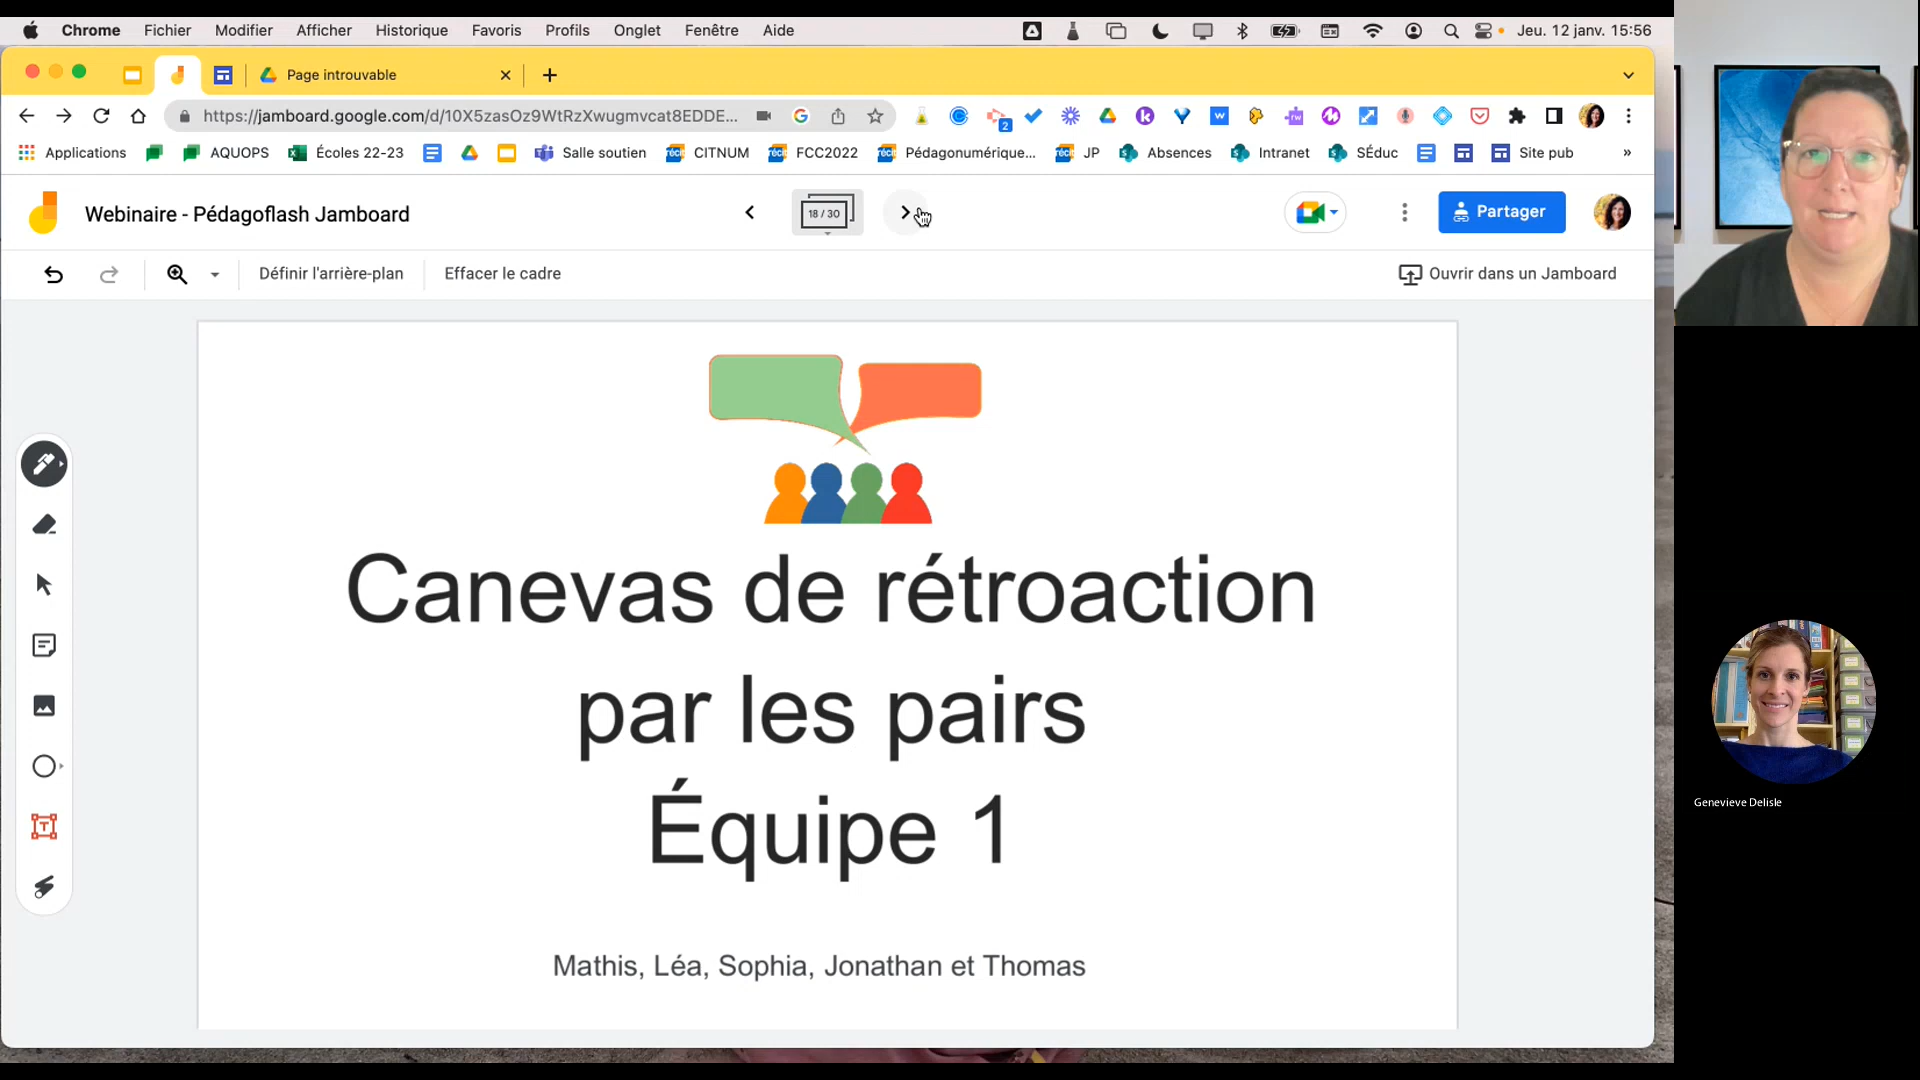 Chrome Fichier Modifier Afficher Historique Favoris Profils Onglet Fenêtre Aide Jeu. 12 janv. 15:56
Page introuvable
https://jamboard.google.com/d/10X5zasOz9WtRzXwugmvcat8EDDE... 2
Applications AQUOPS Écoles 22-23 Salle soutien CITNUM FCC2022 Pédagonumérique... JP Absences Intranet SÉduc Site pub »
Webinaire - Pédagoflash Jamboard 18 / 30 Partager
Définir l'arrière-plan Effacer le cadre Ouvrir dans un Jamboard
Canevas de rétroaction
par les pairs
Équipe 1
Mathis, Léa, Sophia, Jonathan et Thomas
Genevieve Delisle